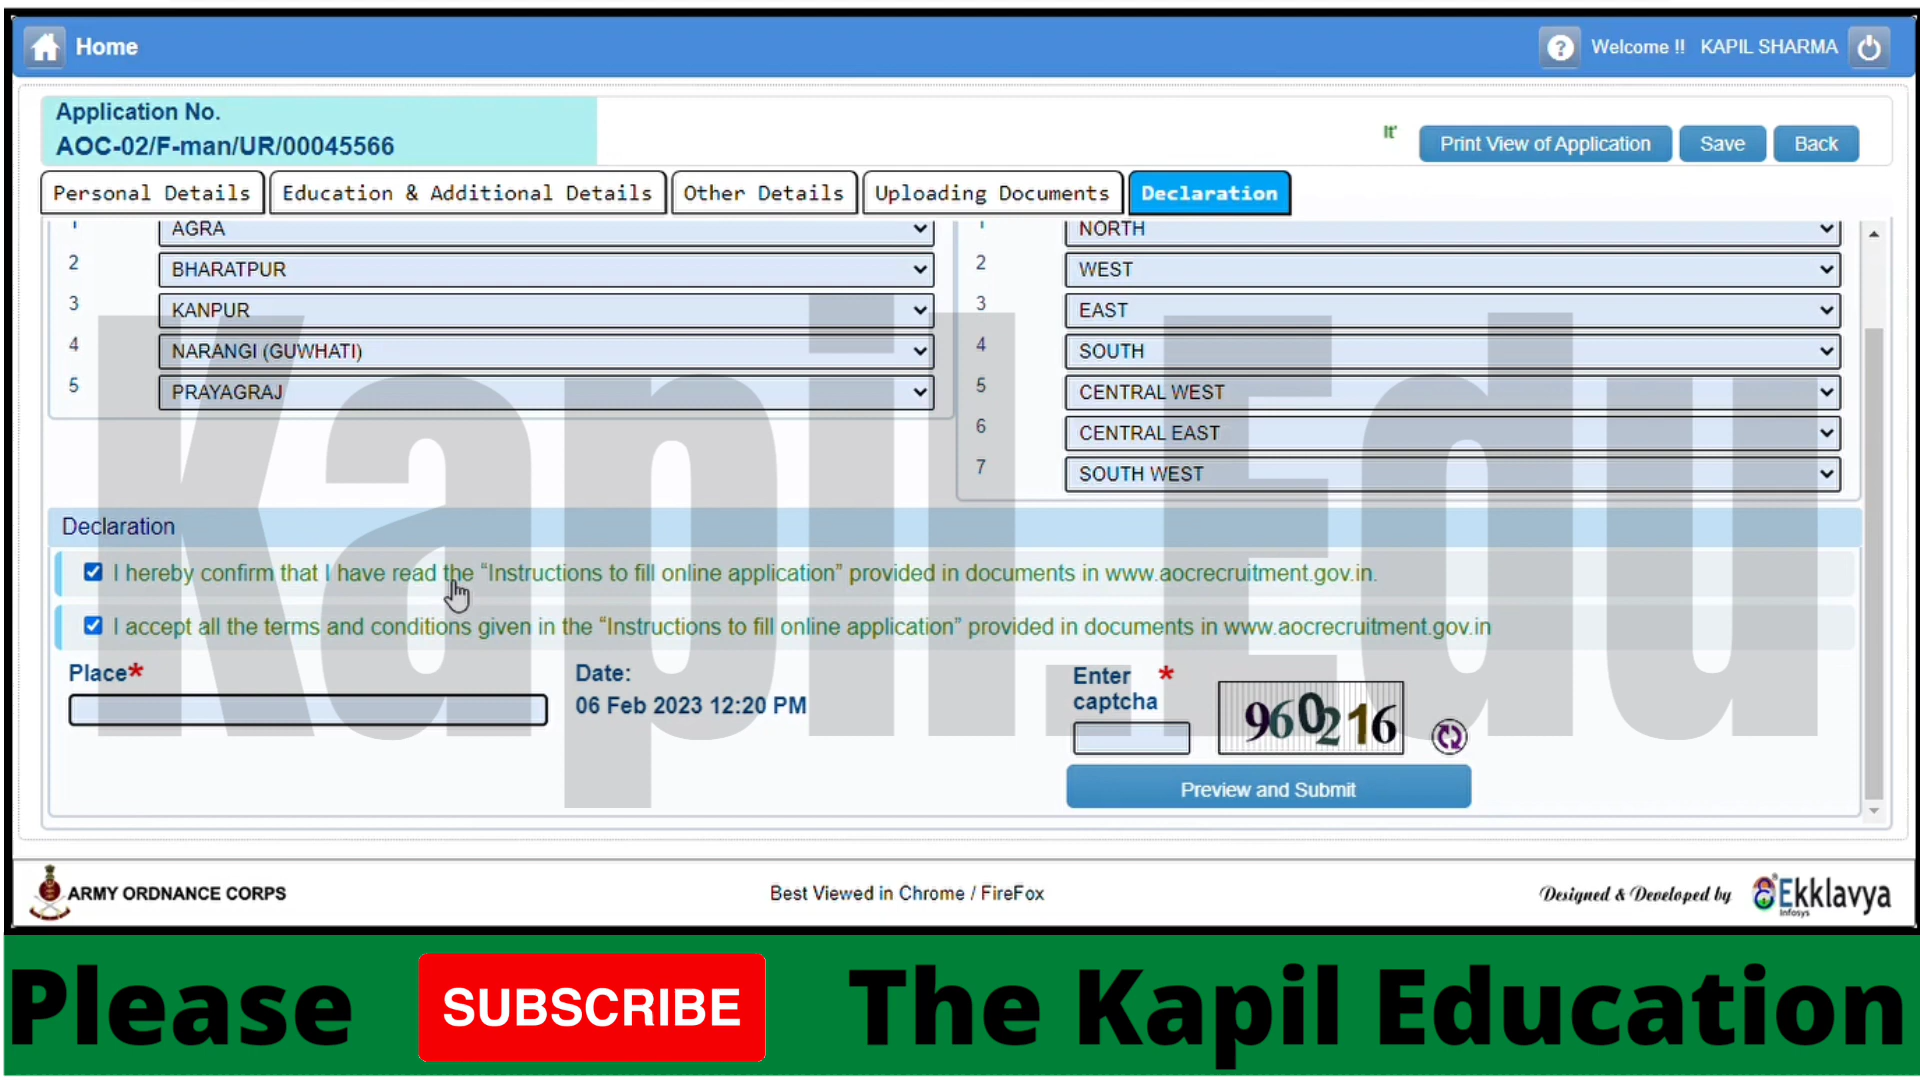 Home
Welcome !! KAPIL SHARMA
Application No.
AOC-02/F-man/UR/00045566
It'
Print View of Application
Save
Back
Personal Details
Education & Additional Details
Other Details
Uploading Documents
Declaration
1 AGRA
2 BHARATPUR
3 KANPUR
4 NARANGI (GUWHATI)
5 PRAYAGRAJ
1 NORTH
2 WEST
3 EAST
4 SOUTH
5 CENTRAL WEST
6 CENTRAL EAST
7 SOUTH WEST
Kapil.Edu
Declaration
I hereby confirm that I have read the “Instructions to fill online application” provided in documents in www.aocrecruitment.gov.in.
I accept all the terms and conditions given in the “Instructions to fill online application” provided in documents in www.aocrecruitment.gov.in
Place*
Date:
06 Feb 2023 12:20 PM
Enter *
captcha
960216
Preview and Submit
ARMY ORDNANCE CORPS
Best Viewed in Chrome / FireFox
Designed & Developed by
Ekklavya
Infosys
Please SUBSCRIBE The Kapil Education